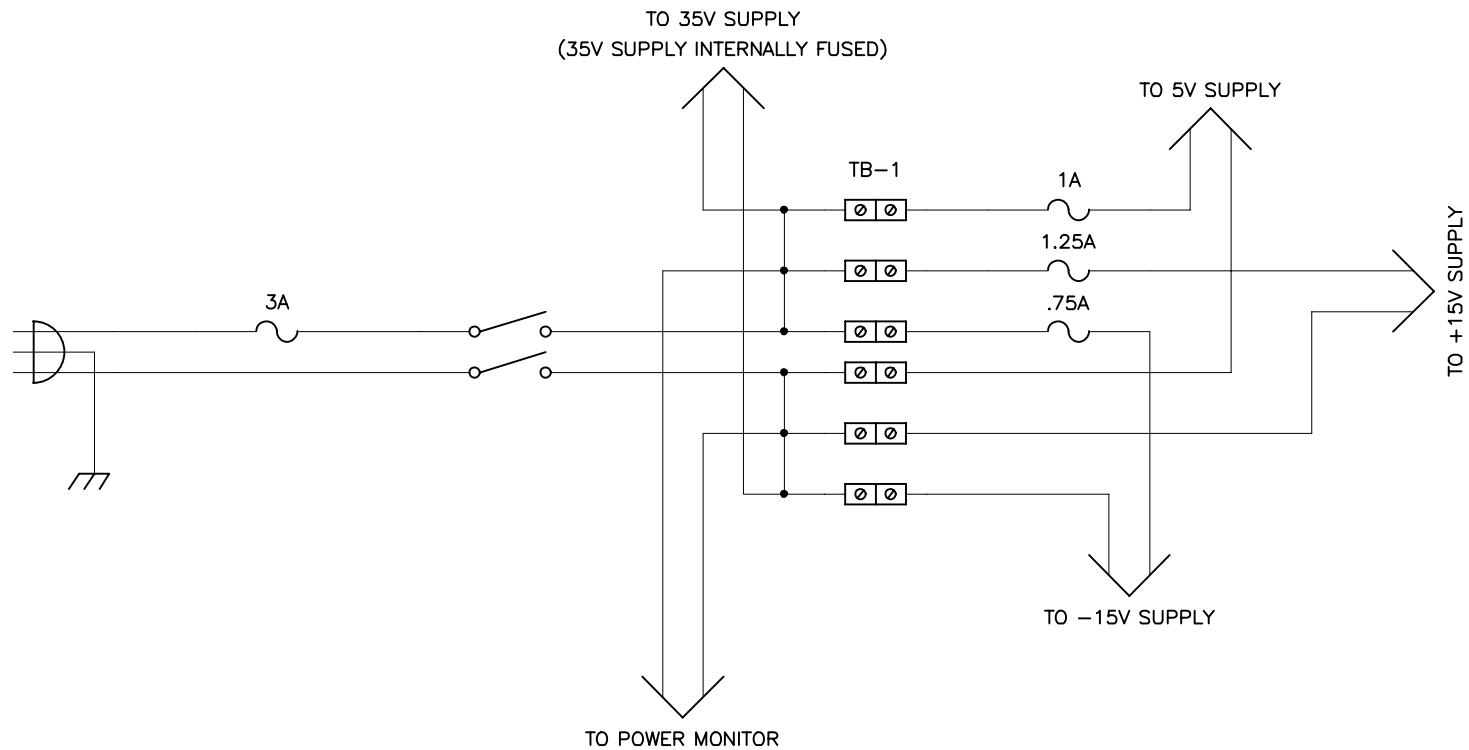 TO 35V SUPPLY
(35V SUPPLY INTERNALLY FUSED)
TO 5V SUPPLY
TB-1
1A
1.25A
TO +15V SUPPLY
3A
.75A
TO -15V SUPPLY
TO POWER MONITOR